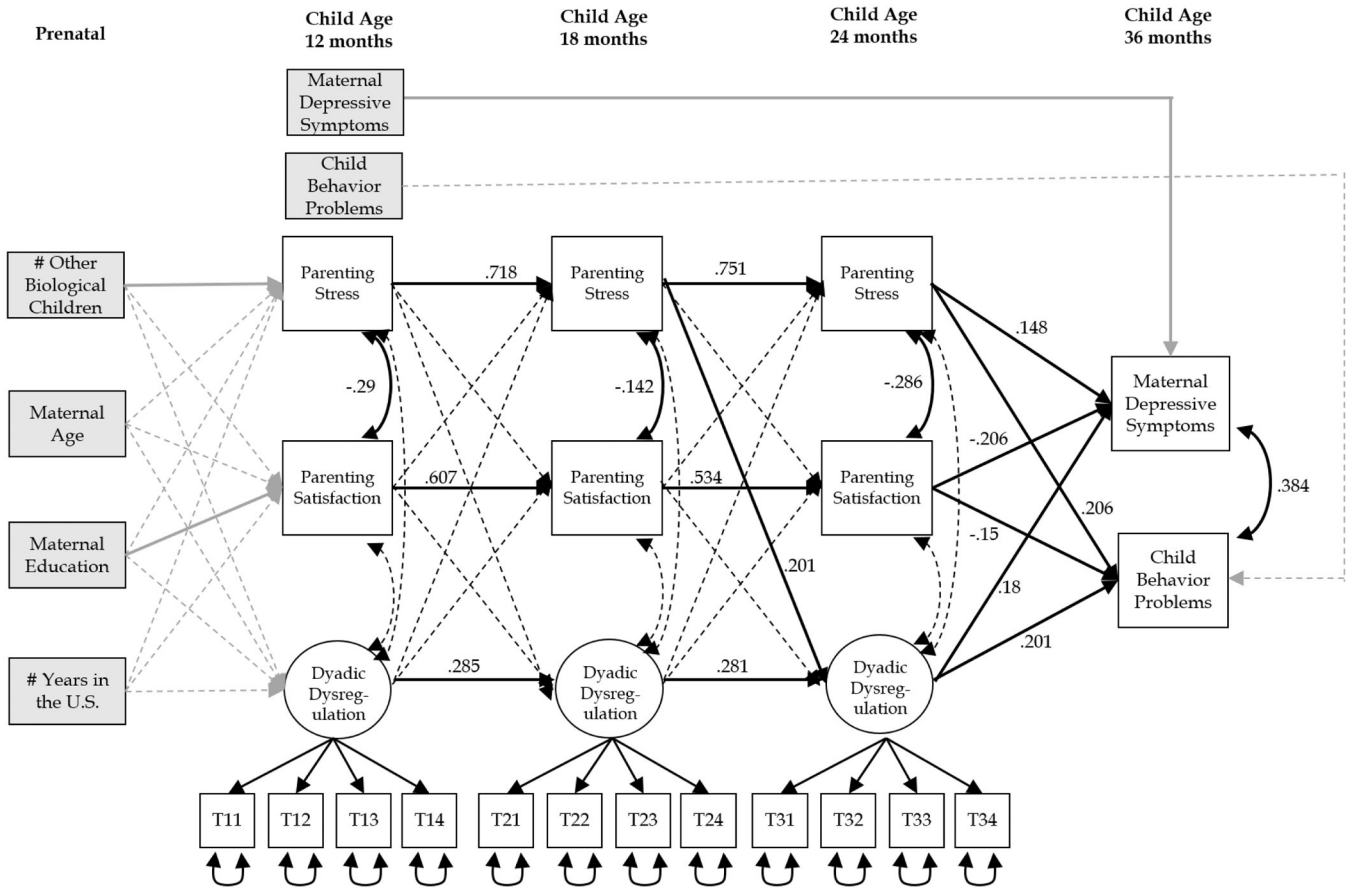 Prenatal
Child Age
12 months
Child Age
18 months
Child Age
24 months
Child Age
36 months
Maternal
Depressive
Symptoms
Child
Behavior
Problems
# Other
Biological
Children
Maternal
Age
Maternal
Education
# Years in
the U.S.
Parenting
Stress
.718
Parenting
Stress
.751
Parenting
Stress
-.29
-.142
-.286
Parenting
Satisfaction
.607
Parenting
Satisfaction
.534
Parenting
Satisfaction
.148
-.206
.206
-.15
.18
.201
.201
Maternal
Depressive
Symptoms
.384
Child
Behavior
Problems
Dyadic
Dysreg-
ulation
.285
Dyadic
Dysreg-
ulation
.281
Dyadic
Dysreg-
ulation
T11
T12
T13
T14
T21
T22
T23
T24
T31
T32
T33
T34